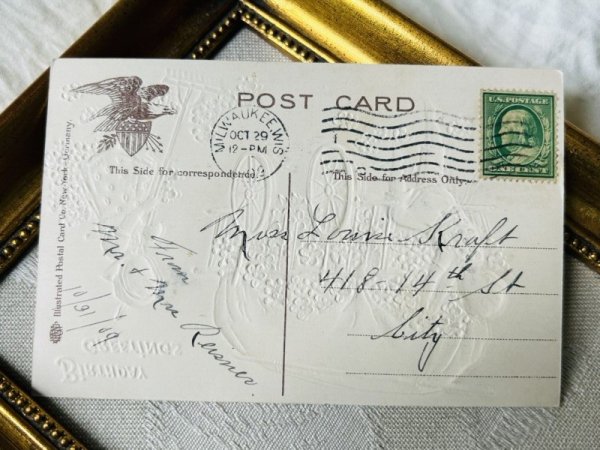 POST CARD
MILWAUKEE, WIS
OCT 29
12-PM
U.S. POSTAGE
ONE CENT
This Side for correspondence
This Side for Address Only
Illustrated Postal Card Co. New York - Germany.
From
Mr. & Mrs Reisner
10/31/09
Miss Louise Kraft
418-14th St
City
BIRTHDAY
GREETINGS